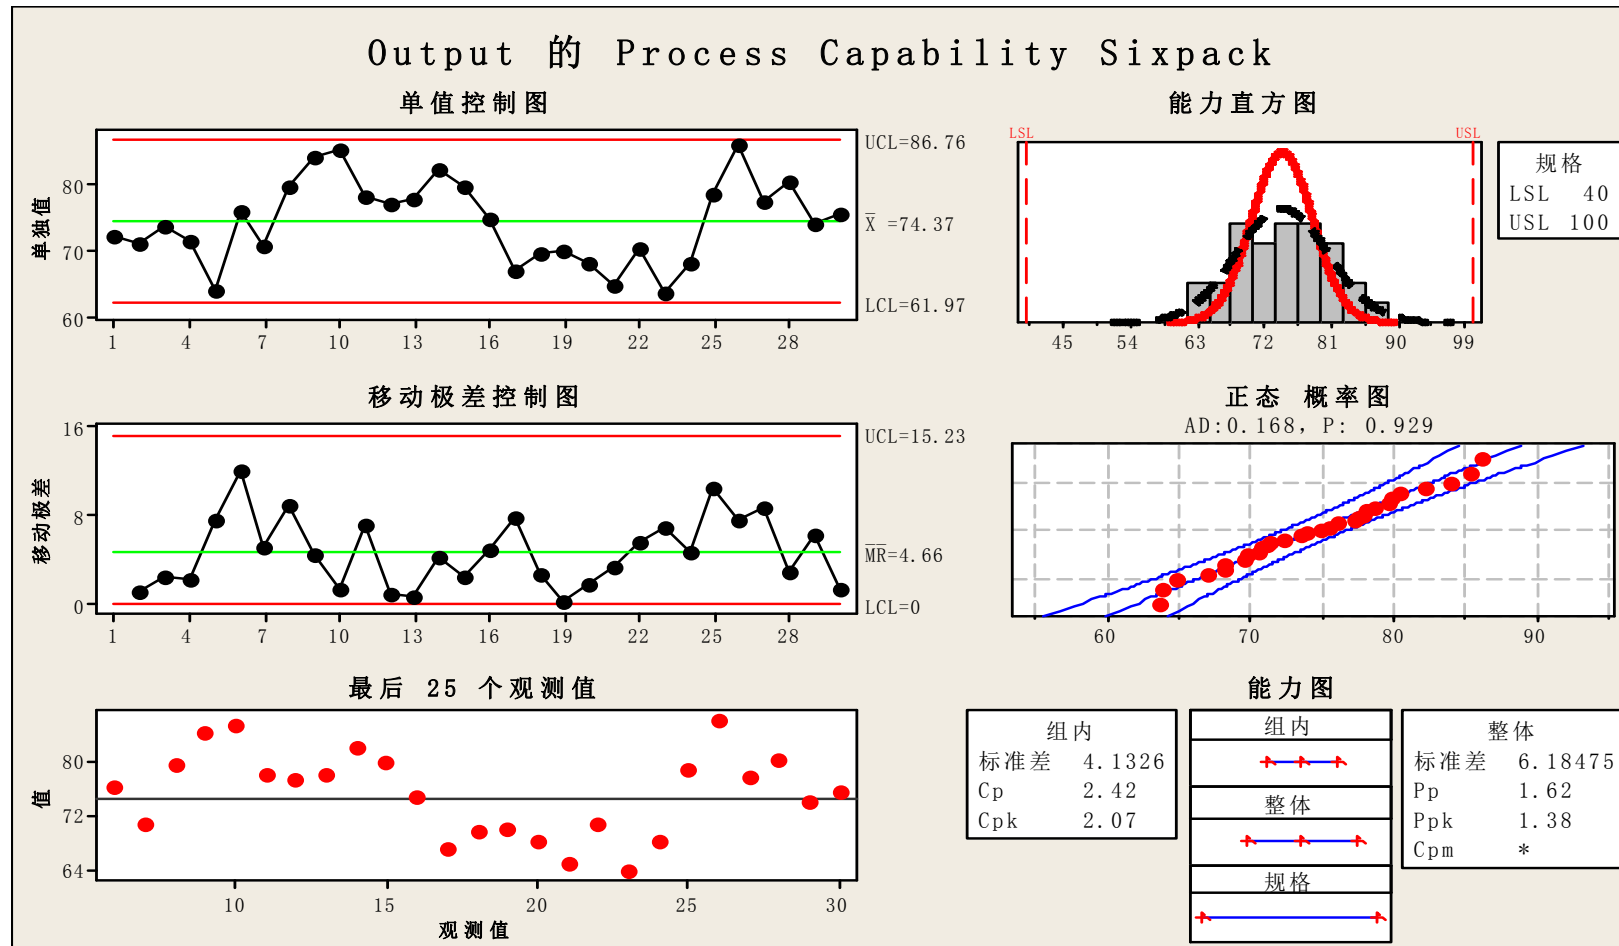 Output 的 Process Capability Sixpack
单值控制图
单独值
80
70
60
UCL=86.76
X̄ =74.37
LCL=61.97
1 4 7 10 13 16 19 22 25 28
能力直方图
LSL USL
45 54 63 72 81 90 99
规格
LSL 40
USL 100
移动极差控制图
移动极差
16
8
0
UCL=15.23
M̄R̄=4.66
LCL=0
1 4 7 10 13 16 19 22 25 28
正态 概率图
AD:0.168, P: 0.929
60 70 80 90
最后 25 个观测值
值
80
72
64
10 15 20 25 30
观测值
能力图
组内
标准差 4.1326
Cp 2.42
Cpk 2.07
组内
整体
规格
整体
标准差 6.18475
Pp 1.62
Ppk 1.38
Cpm *